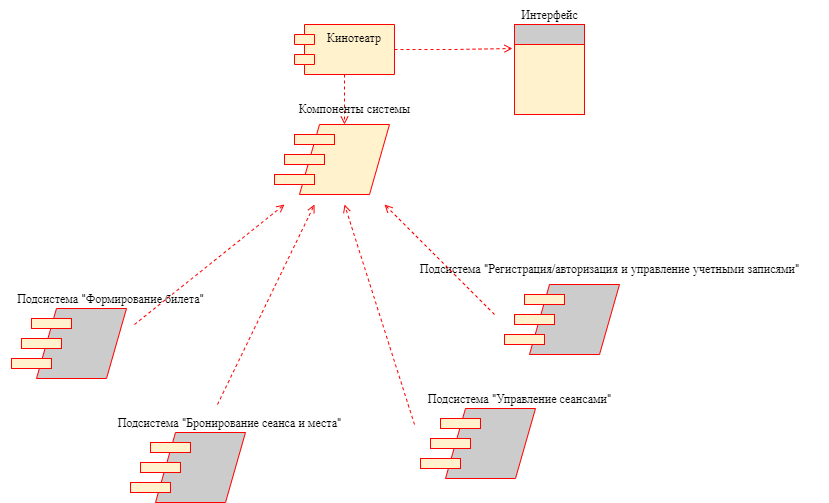 Интерфейс
Кинотеатр
Компоненты системы
Подсистема "Регистрация/авторизация и управление учетными записями"
Подсистема "Формирование билета"
Подсистема "Управление сеансами"
Подсистема "Бронирование сеанса и места"